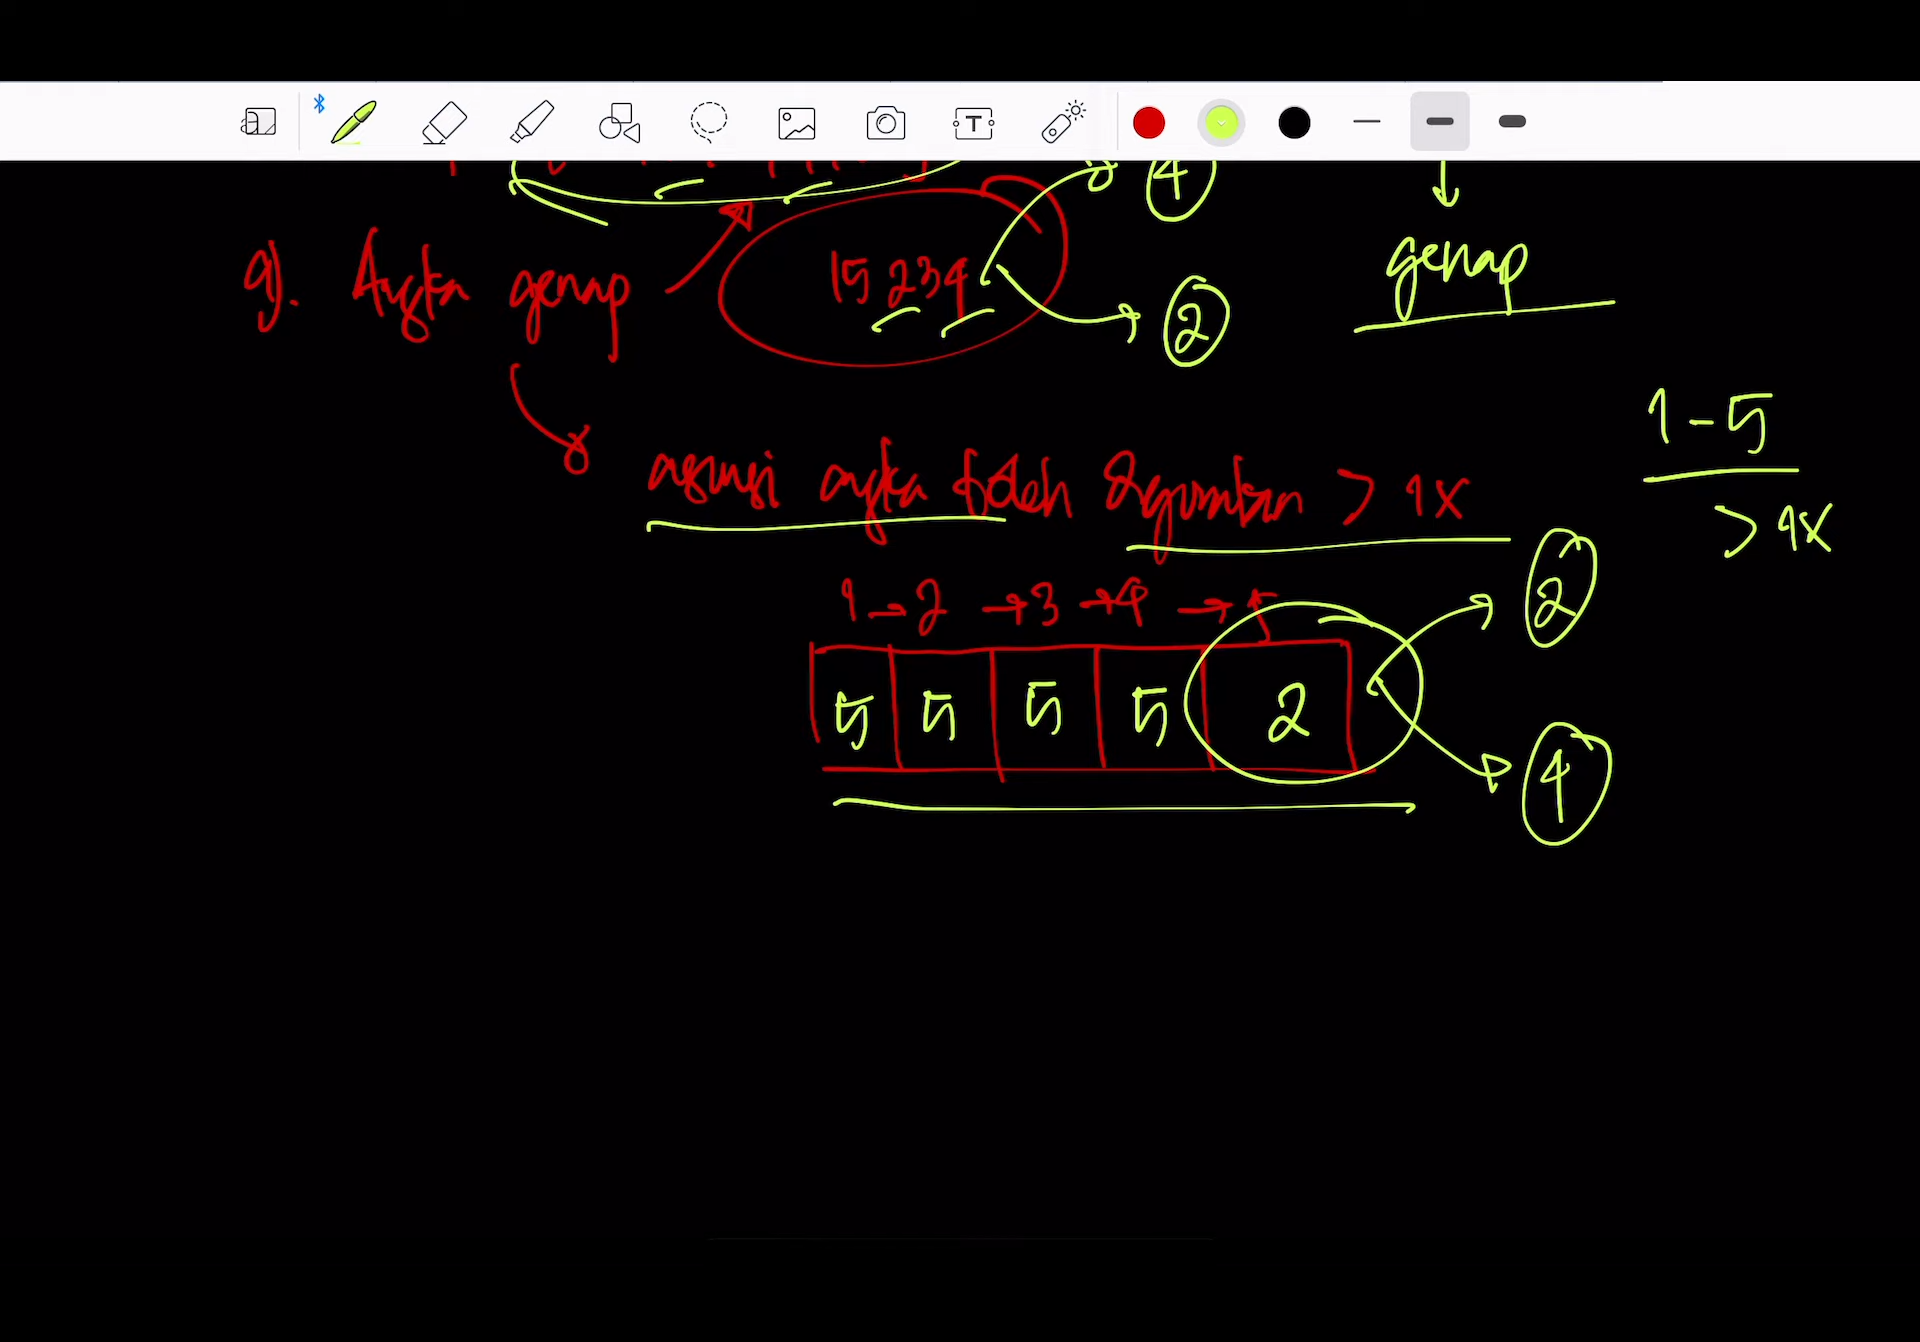 4
a). Angka genap 15234 genap
2
1-5
asumsi angka boleh digunakan > 1x
> 1x
1 → 2 → 3 → 4 → 5
2
5 5 5 5 2
4